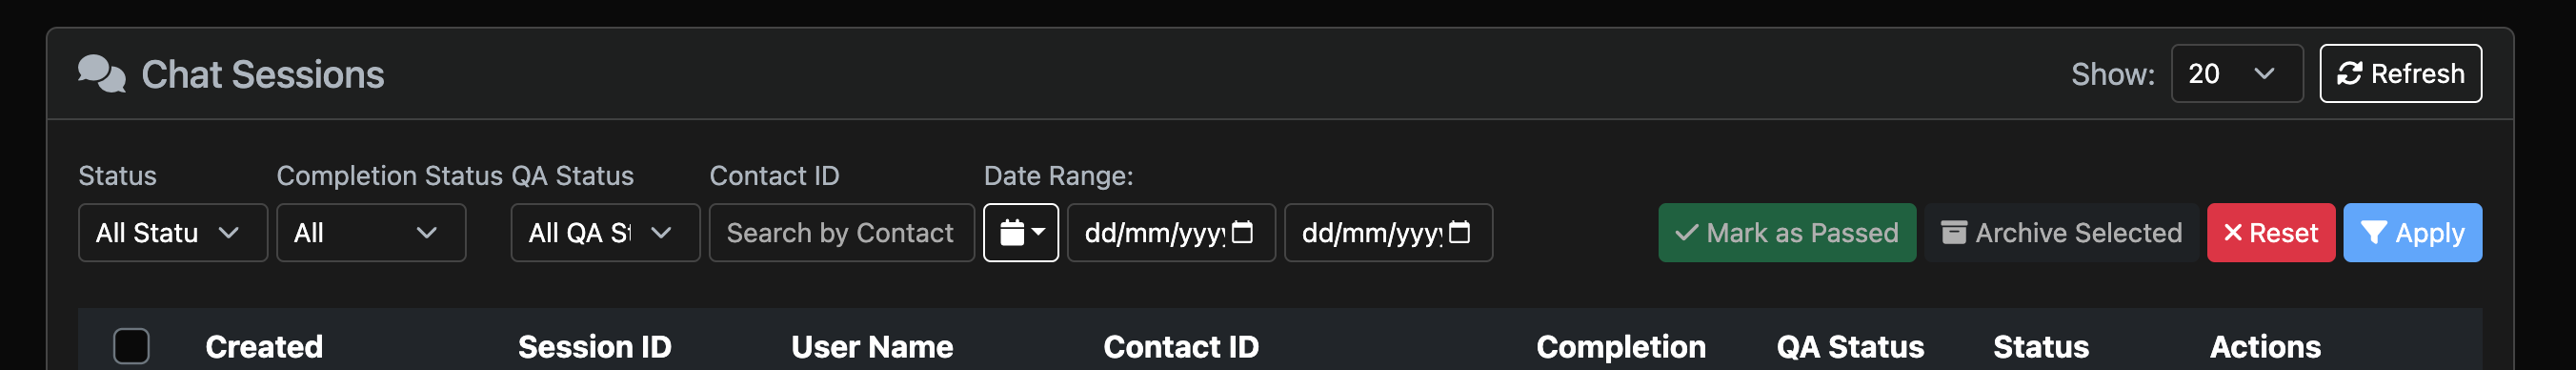 Chat Sessions Show: 20 Refresh
Status Completion Status QA Status Contact ID Date Range:
All Statu All All QA St Search by Contact dd/mm/yyyy dd/mm/yyyy Mark as Passed Archive Selected Reset Apply
Created Session ID User Name Contact ID Completion QA Status Status Actions